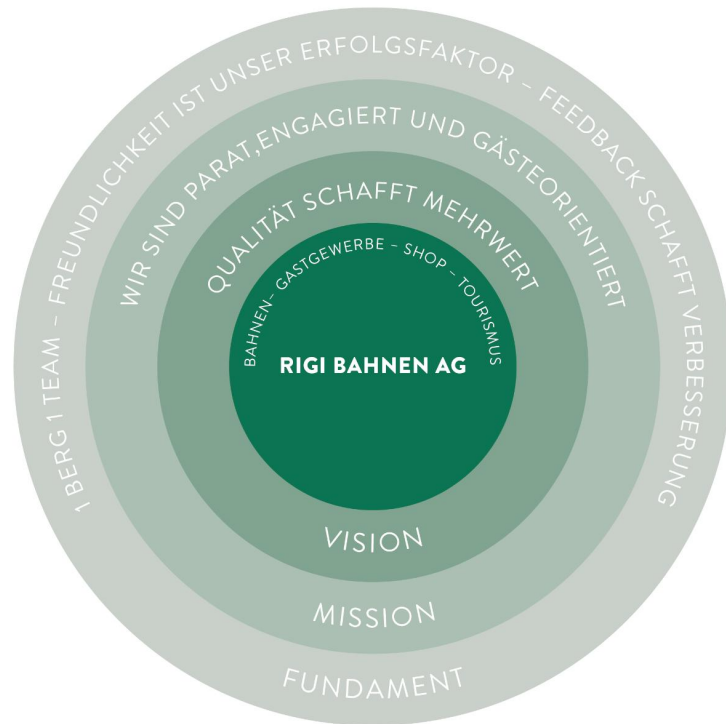 1 BERG 1 TEAM – FREUNDLICHKEIT IST UNSER ERFOLGSFAKTOR – FEEDBACK SCHAFFT VERBESSERUNG
WIR SIND PARAT,ENGAGIERT UND GÄSTEORIENTIERT
QUALITÄT SCHAFFT MEHRWERT
BAHNEN– GASTGEWERBE – SHOP – TOURISMUS
RIGI BAHNEN AG
VISION
MISSION
FUNDAMENT